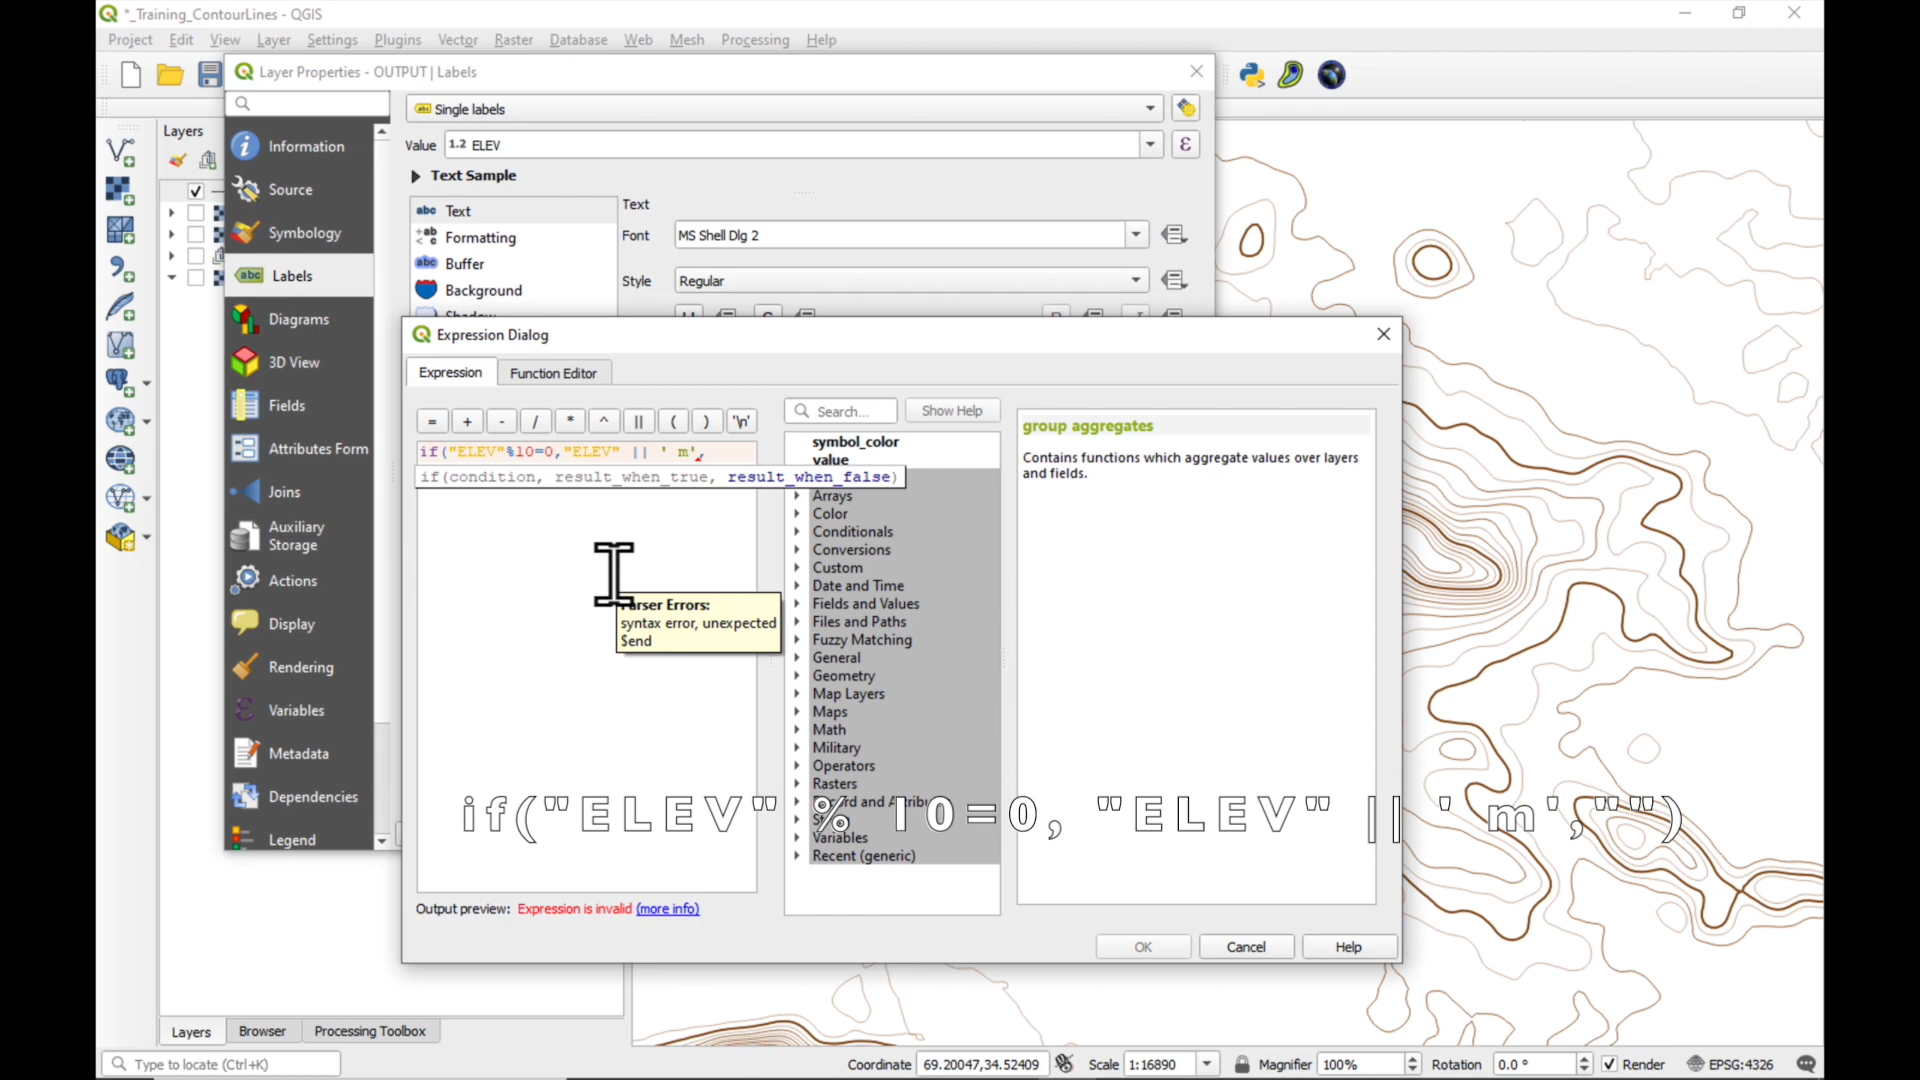 *_Training_ContourLines - QGIS
Project Edit View Layer Settings Plugins Vector Raster Database Web Mesh Processing Help
Layer Properties - OUTPUT | Labels
Layers
Information
Source
Symbology
abc Labels
Diagrams
3D View
Fields
Attributes Form
Joins
Auxiliary
Storage
Actions
Display
Rendering
Variables
Metadata
Dependencies
Legend
abc Single labels
Value 1.2 ELEV ε
Text Sample
abc Text
+ab < c Formatting
abc Buffer
Background
Shadow
Text
Font MS Shell Dlg 2
Style Regular
Expression Dialog
Expression Function Editor
= + - / * ^ || ( ) '\n'
if("ELEV"%10=0,"ELEV" || ' m',
if(condition, result_when_true, result_when_false)
Parser Errors:
syntax error, unexpected
$end
Search... Show Help
symbol_color
value
Arrays
Color
Conditionals
Conversions
Custom
Date and Time
Fields and Values
Files and Paths
Fuzzy Matching
General
Geometry
Map Layers
Maps
Math
Military
Operators
Rasters
Variables
Recent (generic)
group aggregates
Contains functions which aggregate values over layers
and fields.
if("ELEV" % 10=0, "ELEV" || ' m',"")
Output preview: Expression is invalid (more info)
OK Cancel Help
Layers Browser Processing Toolbox
Type to locate (Ctrl+K) Coordinate 69.20047,34.52409 Scale 1:16890 Magnifier 100% Rotation 0.0 ° Render EPSG:4326